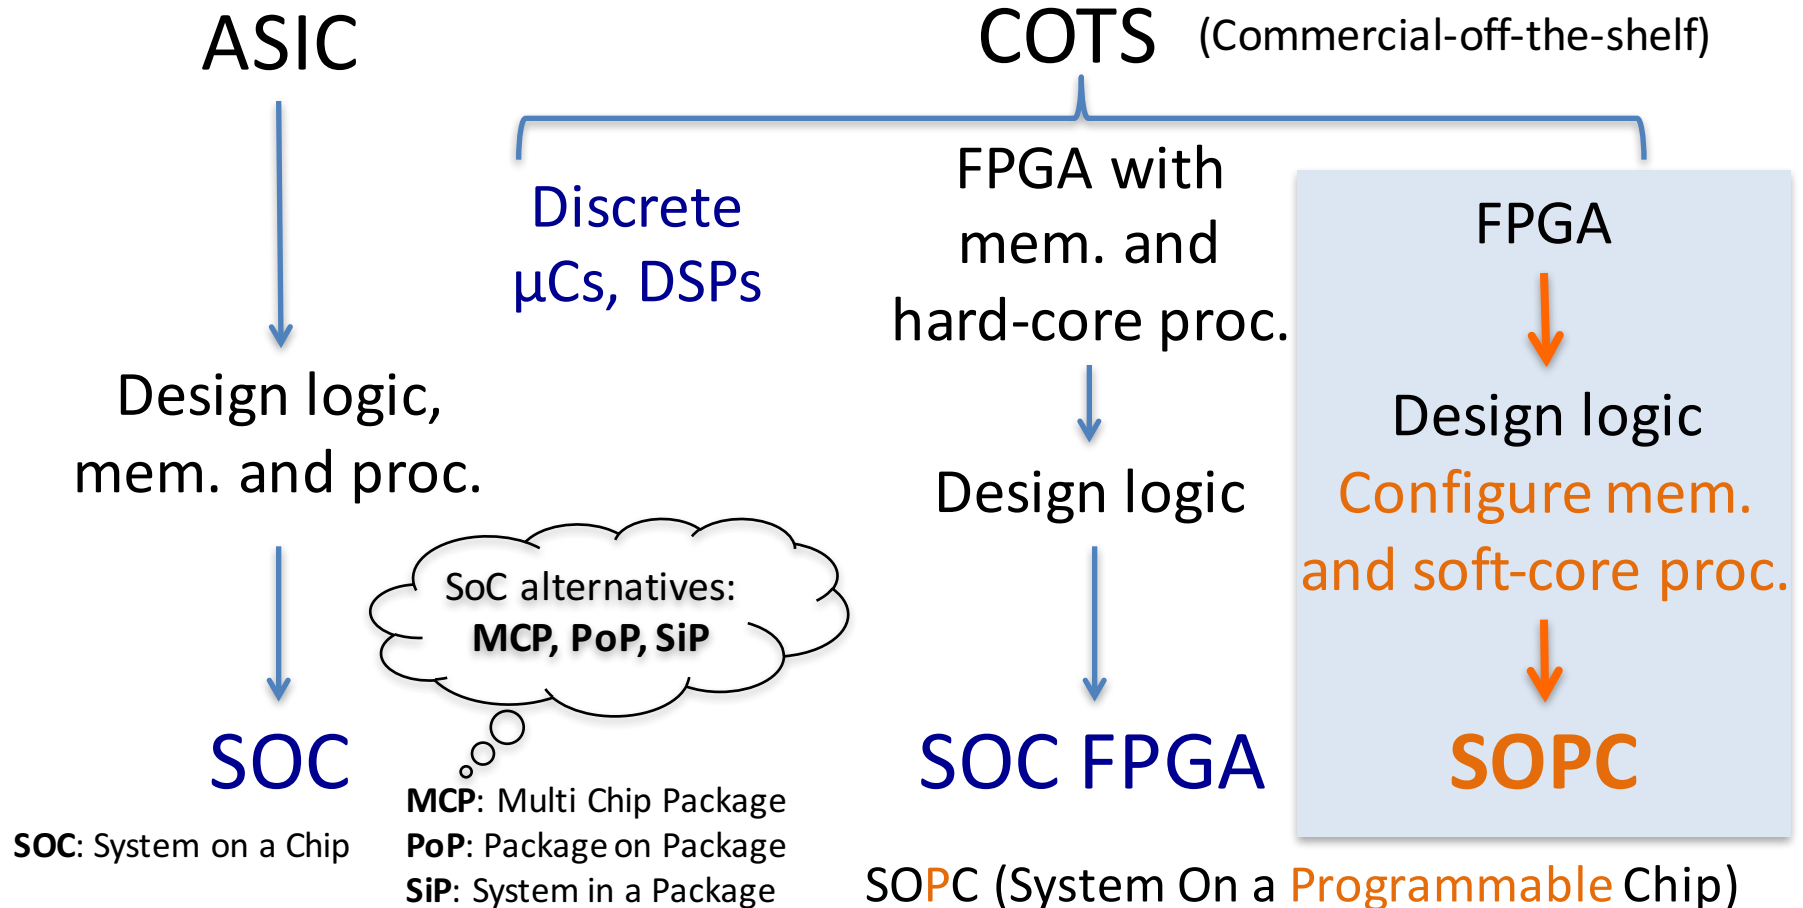 ASIC
COTS (Commercial-off-the-shelf)
Discrete
μCs, DSPs
FPGA with
mem. and
hard-core proc.
FPGA
Design logic,
mem. and proc.
Design logic
Design logic
Configure mem.
and soft-core proc.
SoC alternatives:
MCP, PoP, SiP
SOC
SOC FPGA
SOPC
SOC: System on a Chip
MCP: Multi Chip Package
PoP: Package on Package
SiP: System in a Package
SOPC (System On a Programmable Chip)